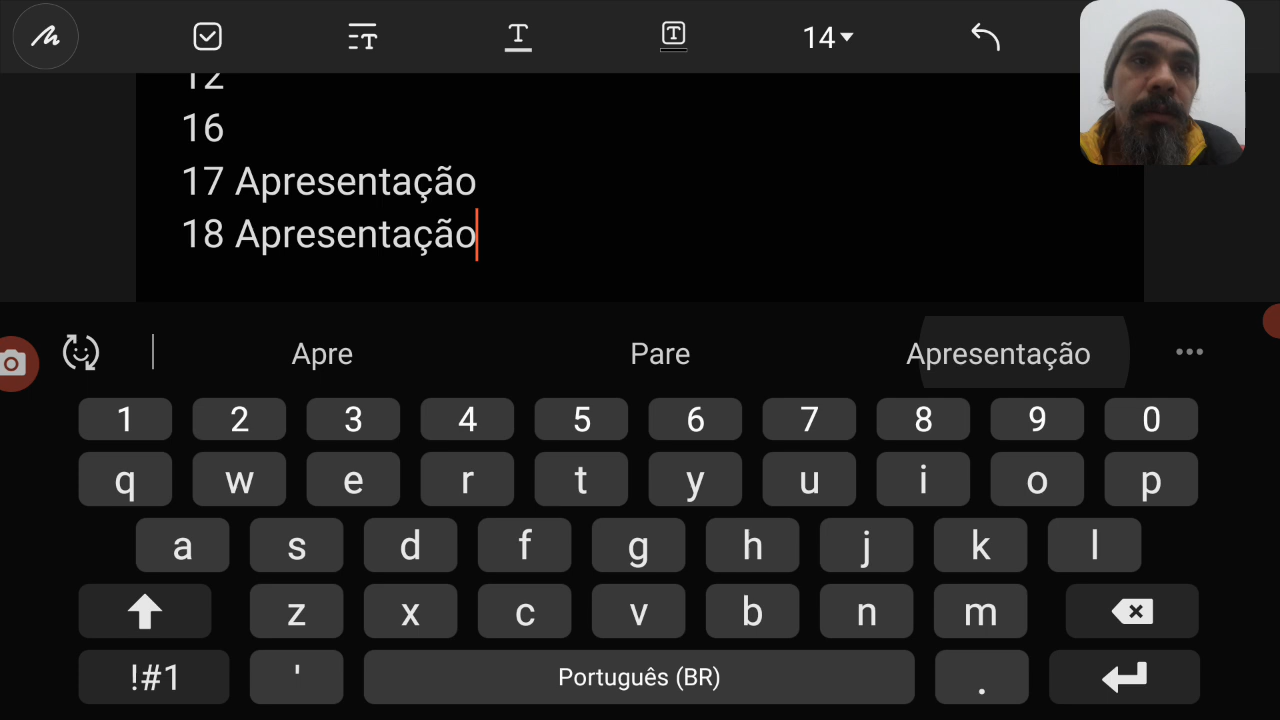 14
12
16
17 Apresentação
18 Apresentação
Apre Pare Apresentação
1 2 3 4 5 6 7 8 9 0
q w e r t y u i o p
a s d f g h j k l
z x c v b n m
!#1 ' Português (BR) .